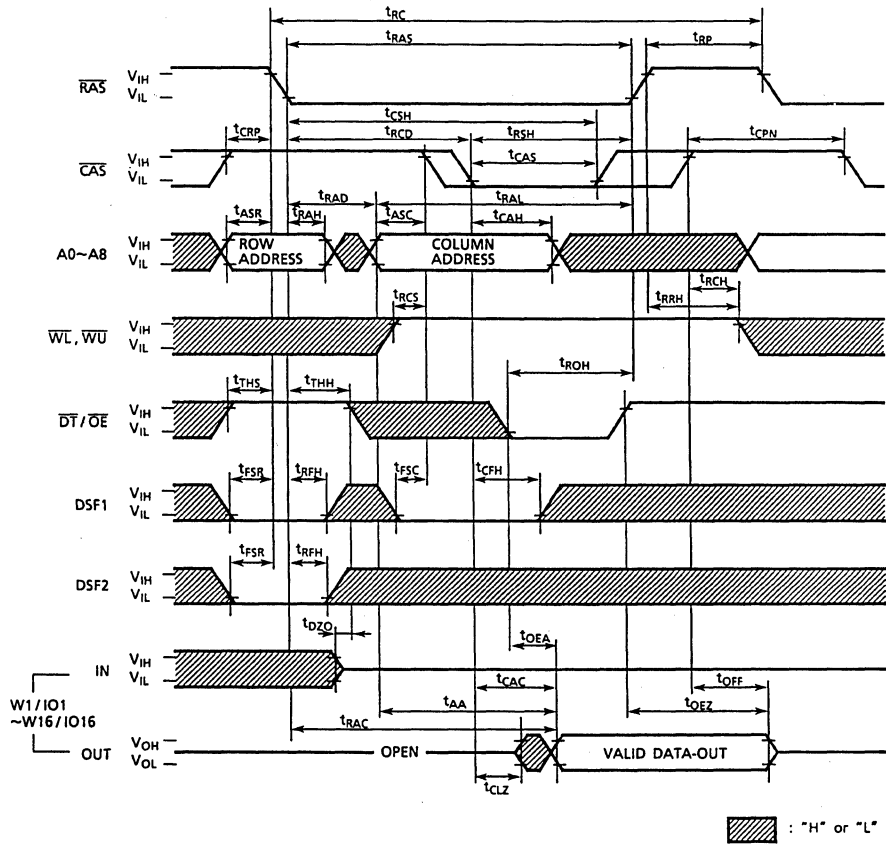 tRC
tRAS tRP
RAS VIH
VIL
tCSH
tCRP tRCD tRSH tCPN
CAS VIH
VIL
tCAS
tRAD tRAL
tASR tRAH tASC tCAH
A0~A8 VIH
VIL
ROW
ADDRESS
COLUMN
ADDRESS
tRCS tRCH
tRRH
WL, WU VIH
VIL
tROH
tTHS tTHH
DT/OE VIH
VIL
tFSR tRFH tFSC tCFH
DSF1 VIH
VIL
tFSR tRFH
DSF2 VIH
VIL
tDZO tOEA
IN VIH
VIL
tCAC tOFF
W1/IO1
~W16/IO16
tAA tOEZ
tRAC
OUT VOH
VOL
OPEN VALID DATA-OUT
tCLZ
: "H" or "L"